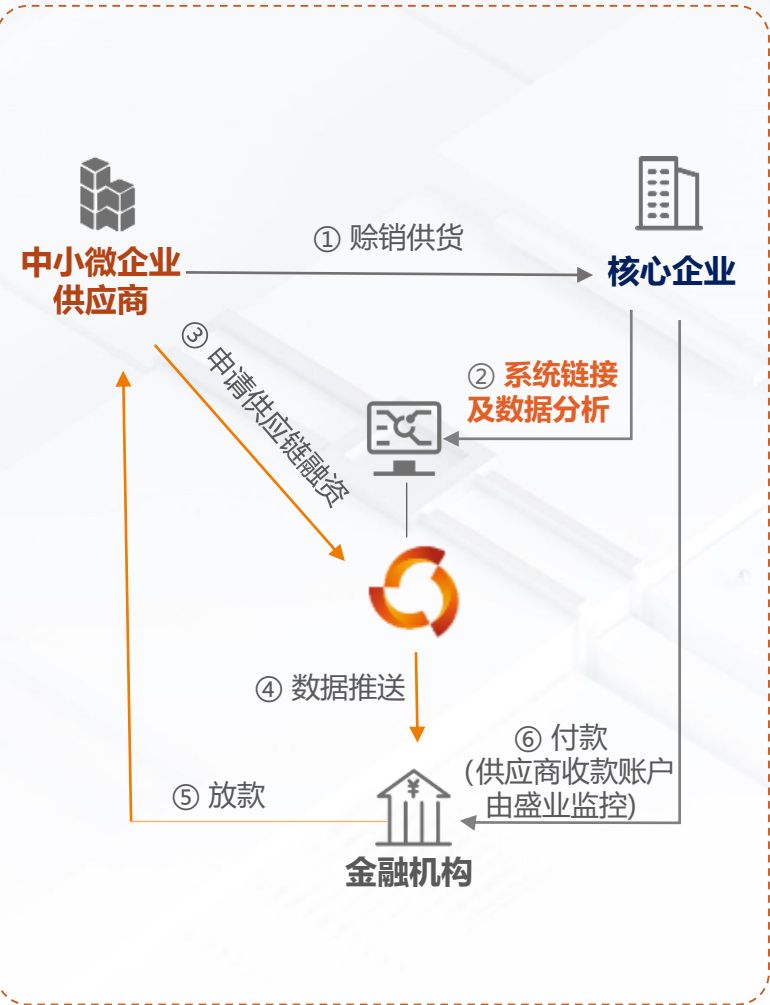 ① 赊销供货
中小微企业
供应商
核心企业
② 系统链接
及数据分析
③ 申请供应链融资
④ 数据推送
⑤ 放款
⑥ 付款
(供应商收款账户
由盛业监控)
¥
金融机构